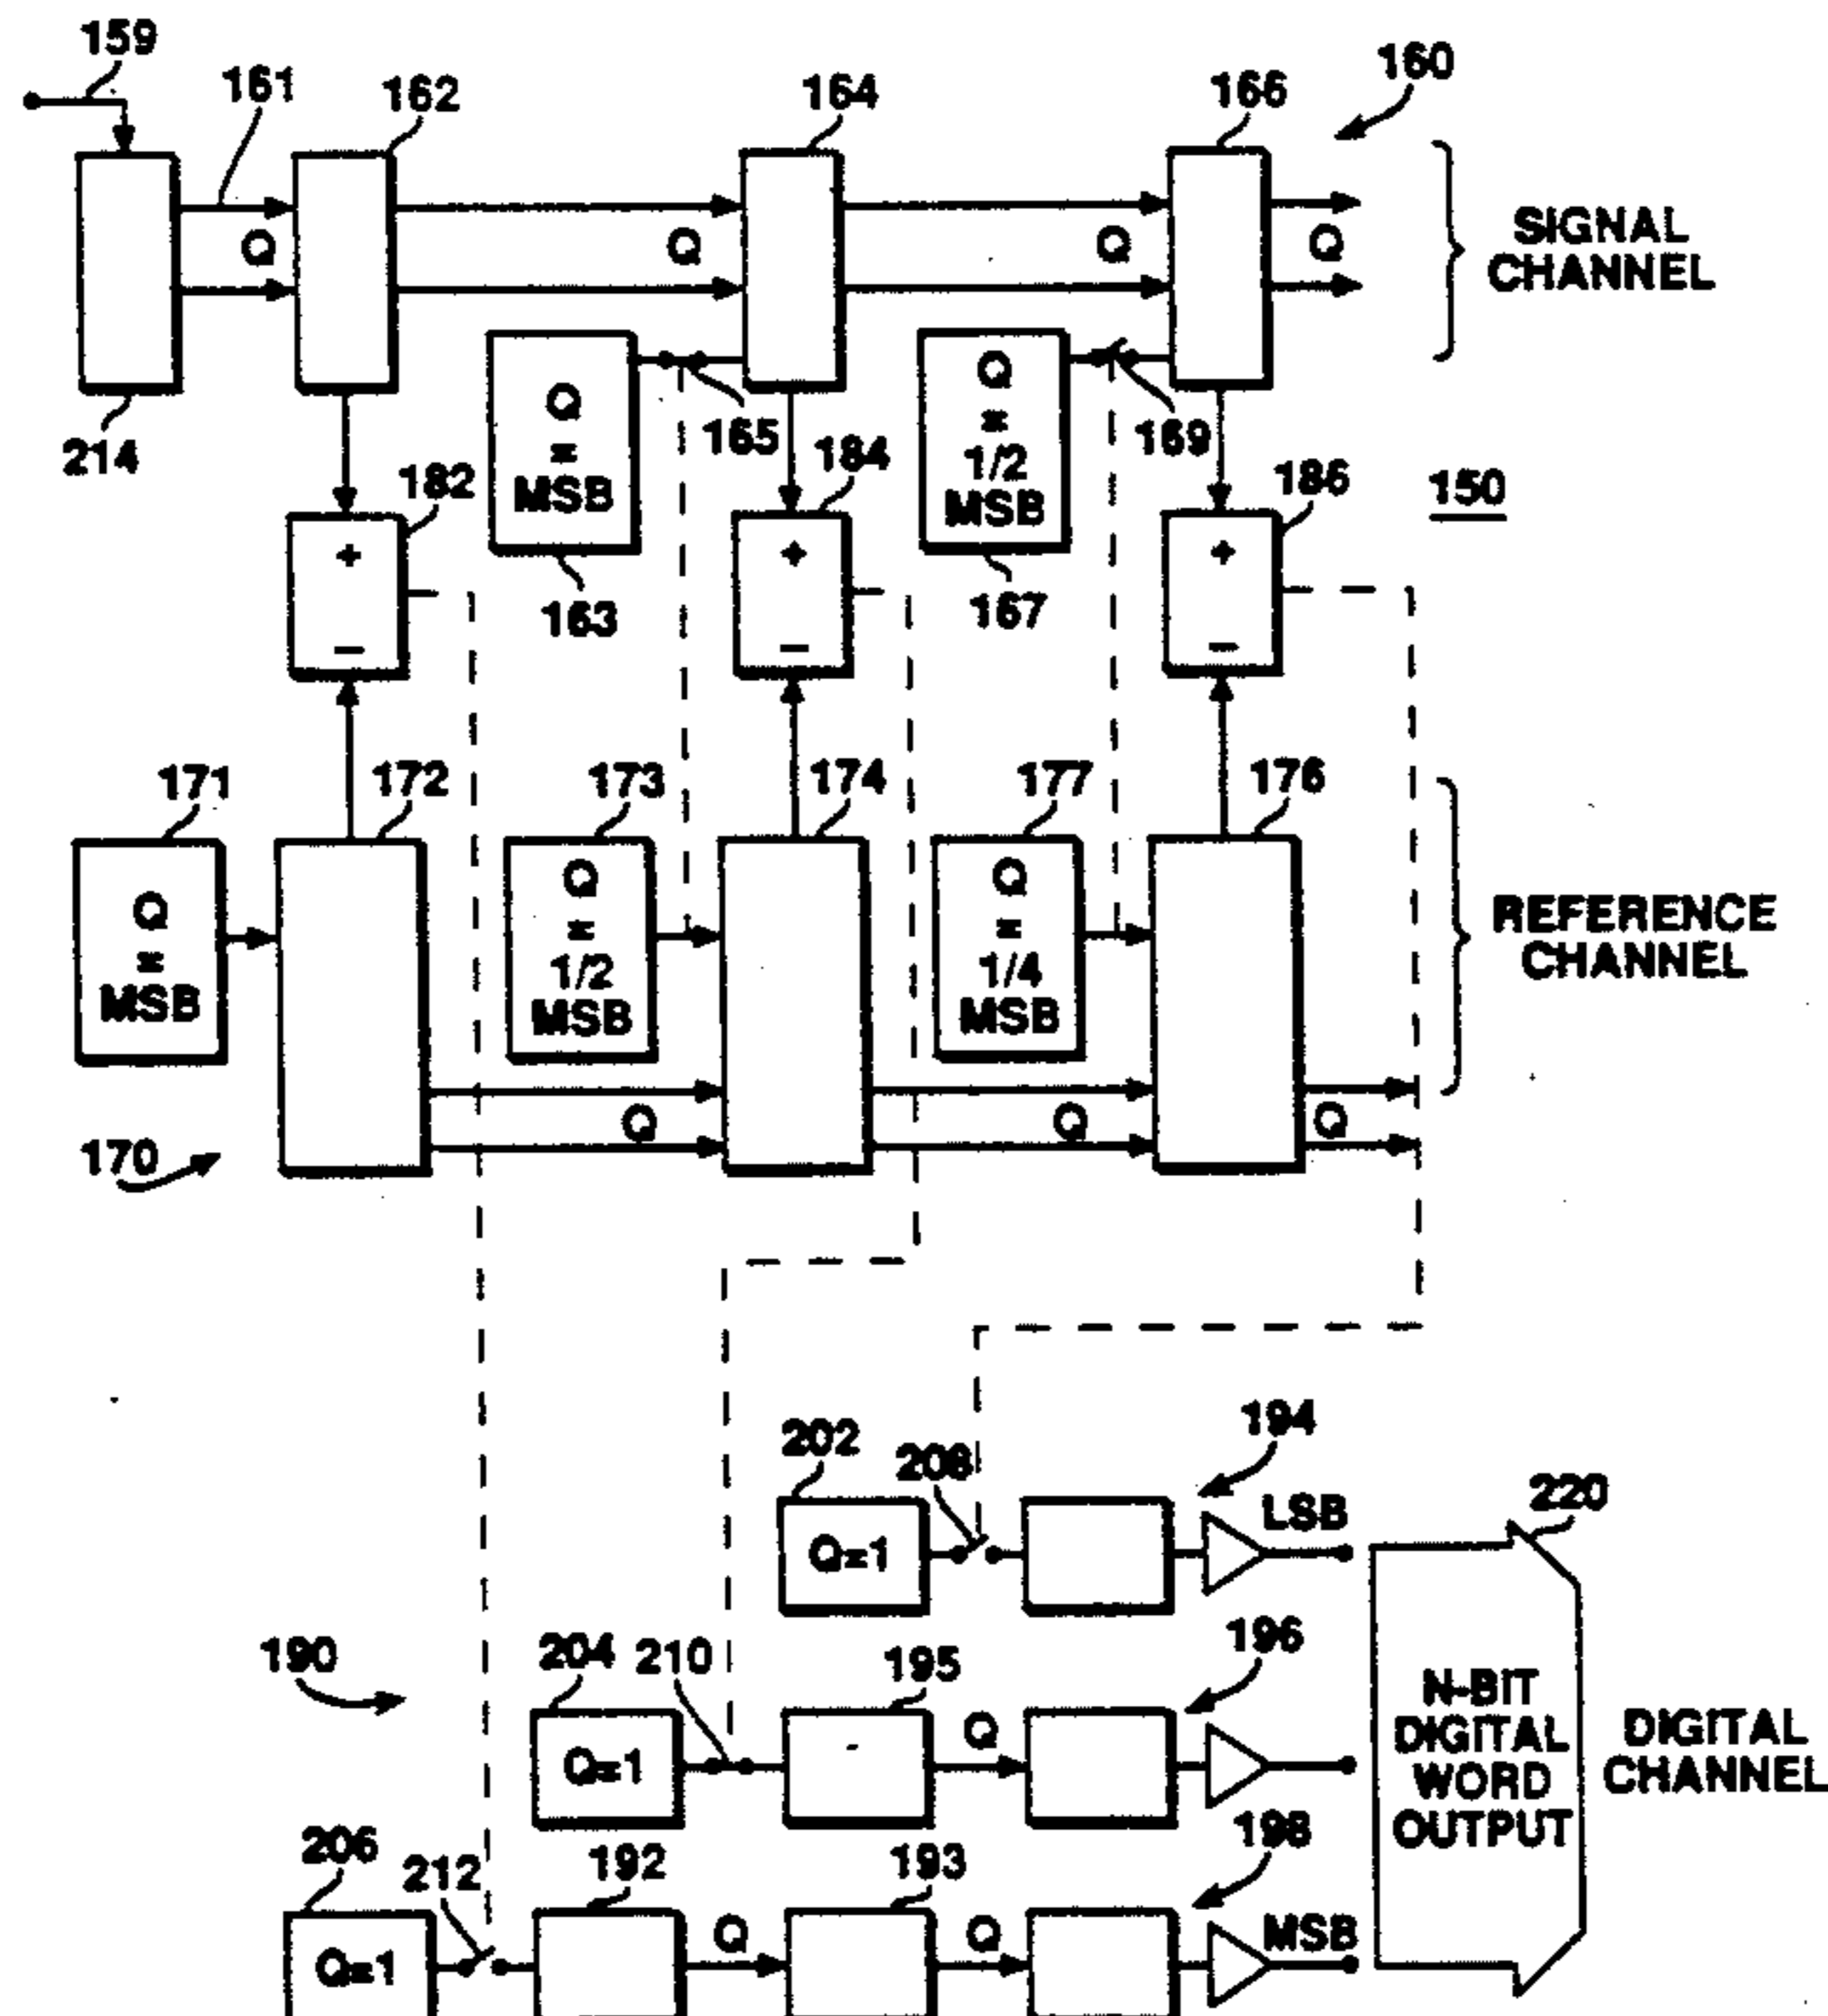 159
161
162
164
166
160
Q
Q
Q
Q
SIGNAL
CHANNEL
214
Q
=
MSB
165
Q
=
1/2
MSB
169
182
184
186
150
+
−
+
−
+
−
163
167
171
172
173
174
177
176
Q
=
MSB
Q
=
1/2
MSB
Q
=
1/4
MSB
REFERENCE
CHANNEL
Q
Q
Q
170
202
208
194
LSB
220
Q=1
190
204
210
195
196
Q
Q=1
N-BIT
DIGITAL
WORD
OUTPUT
DIGITAL
CHANNEL
206
212
192
193
198
Q
Q
MSB
Q=1